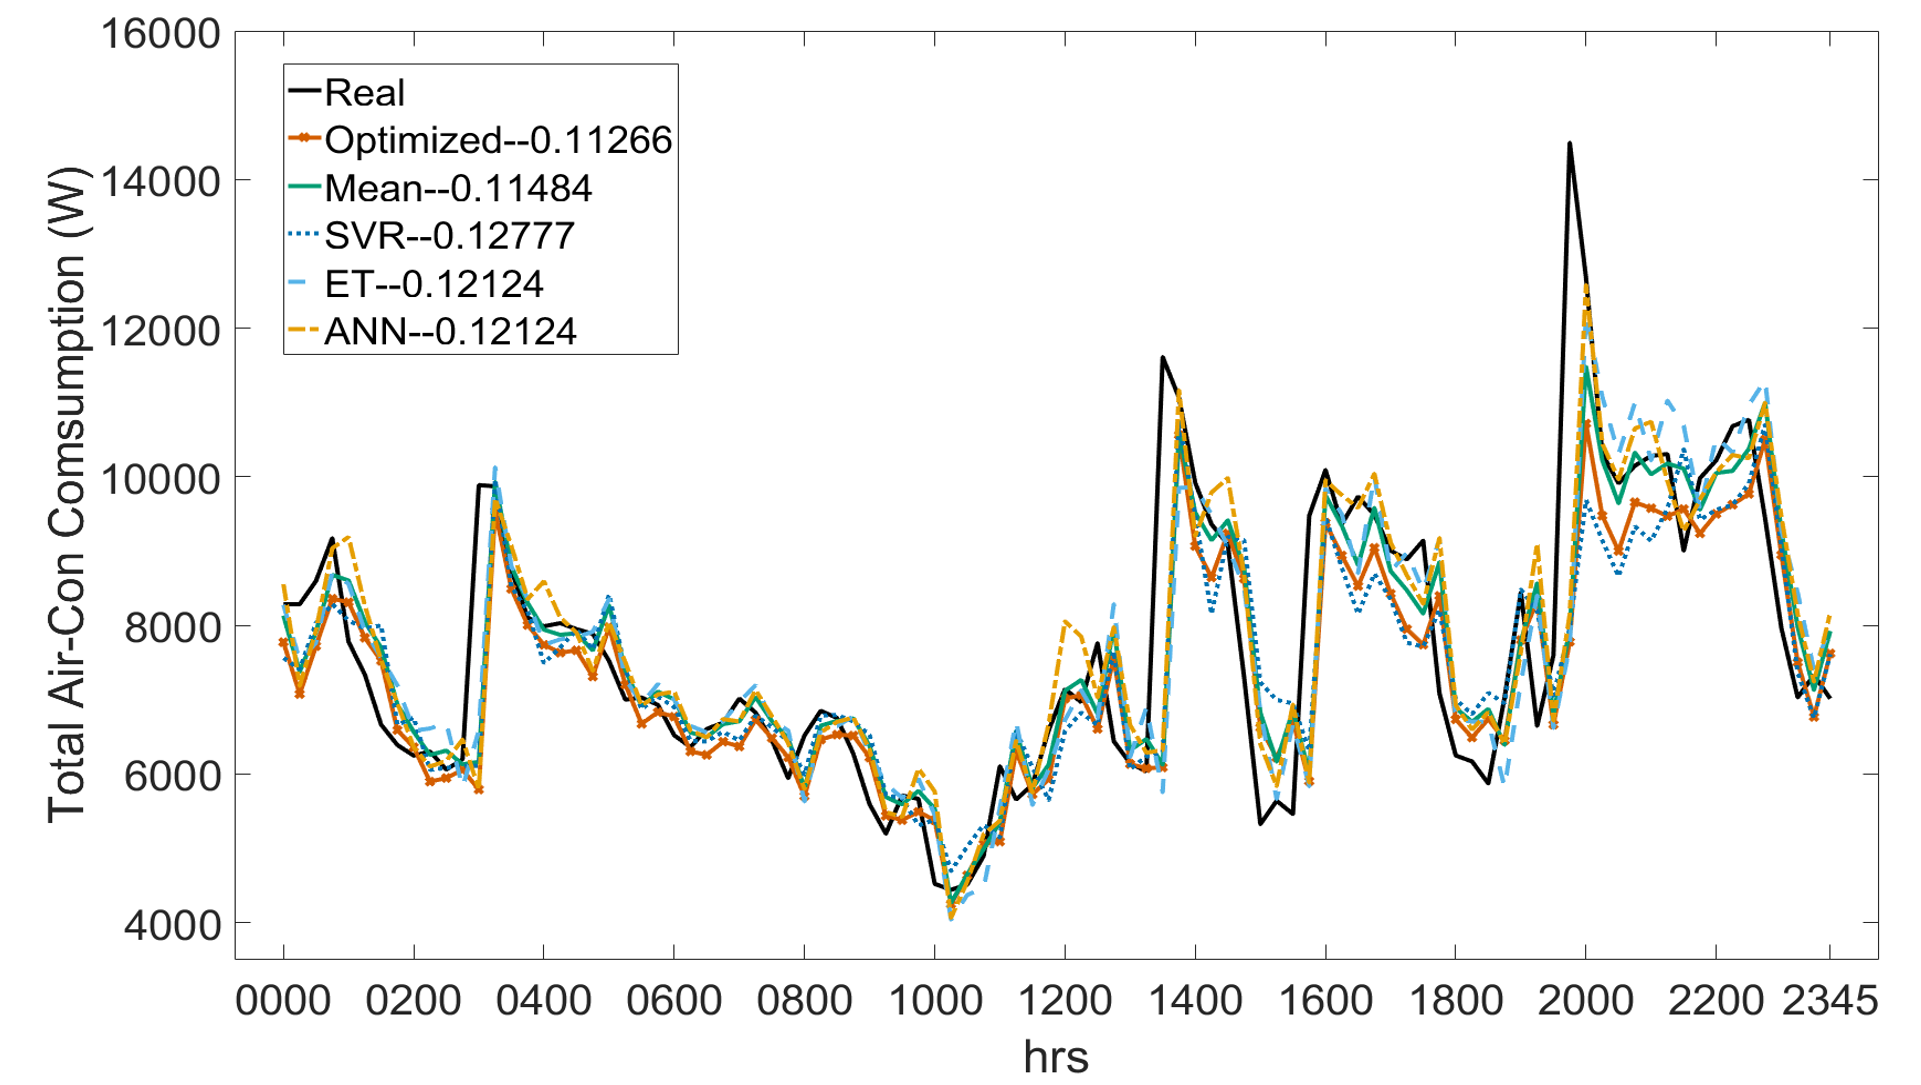 16000
14000
12000
10000
8000
6000
4000
Total Air-Con Comsumption (W)
Real
Optimized--0.11266
Mean--0.11484
SVR--0.12777
ET--0.12124
ANN--0.12124
0000 0200 0400 0600 0800 1000 1200 1400 1600 1800 2000 2200 2345
hrs